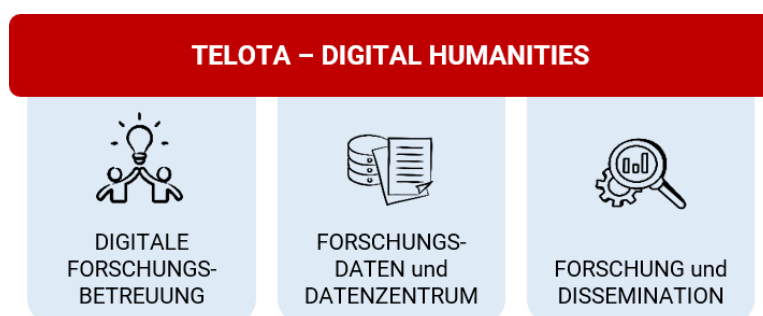 TELOTA – DIGITAL HUMANITIES
DIGITALE
FORSCHUNGS-
BETREUUNG
FORSCHUNGS-
DATEN und
DATENZENTRUM
FORSCHUNG und
DISSEMINATION